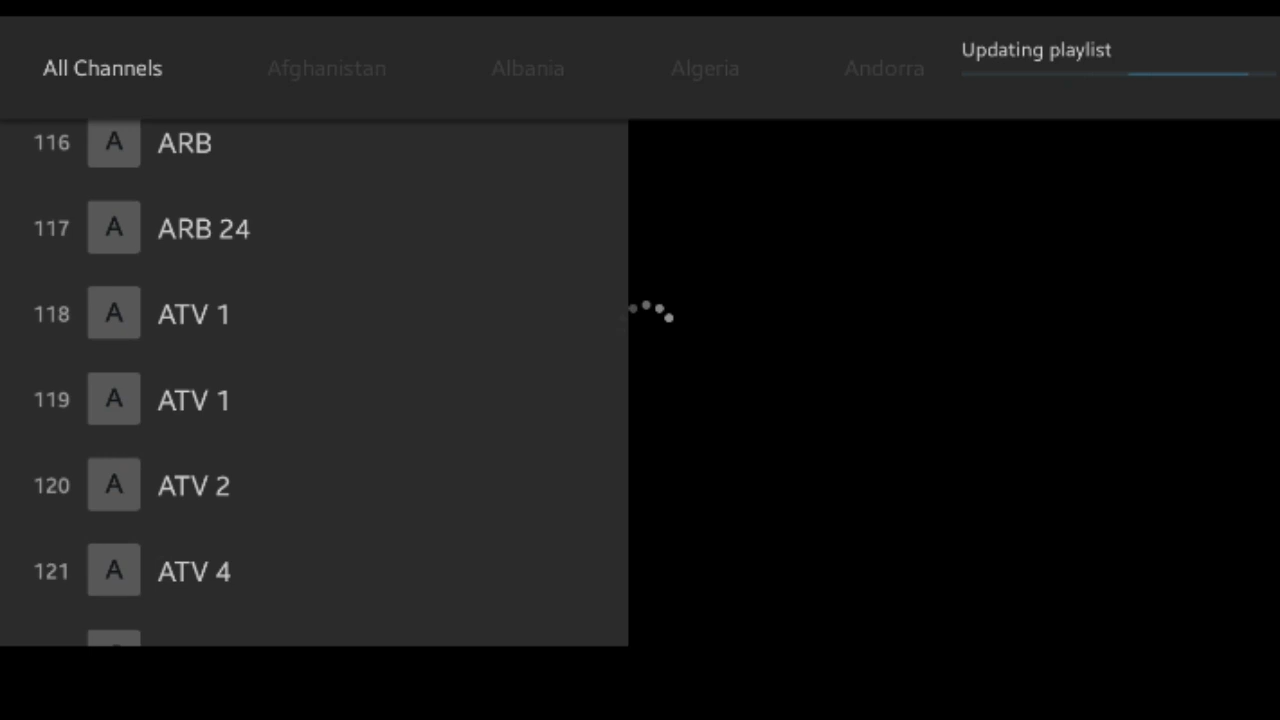 All Channels Afghanistan Albania Algeria Andorra Updating playlist
116 A ARB
117 A ARB 24
118 A ATV 1
119 A ATV 1
120 A ATV 2
121 A ATV 4